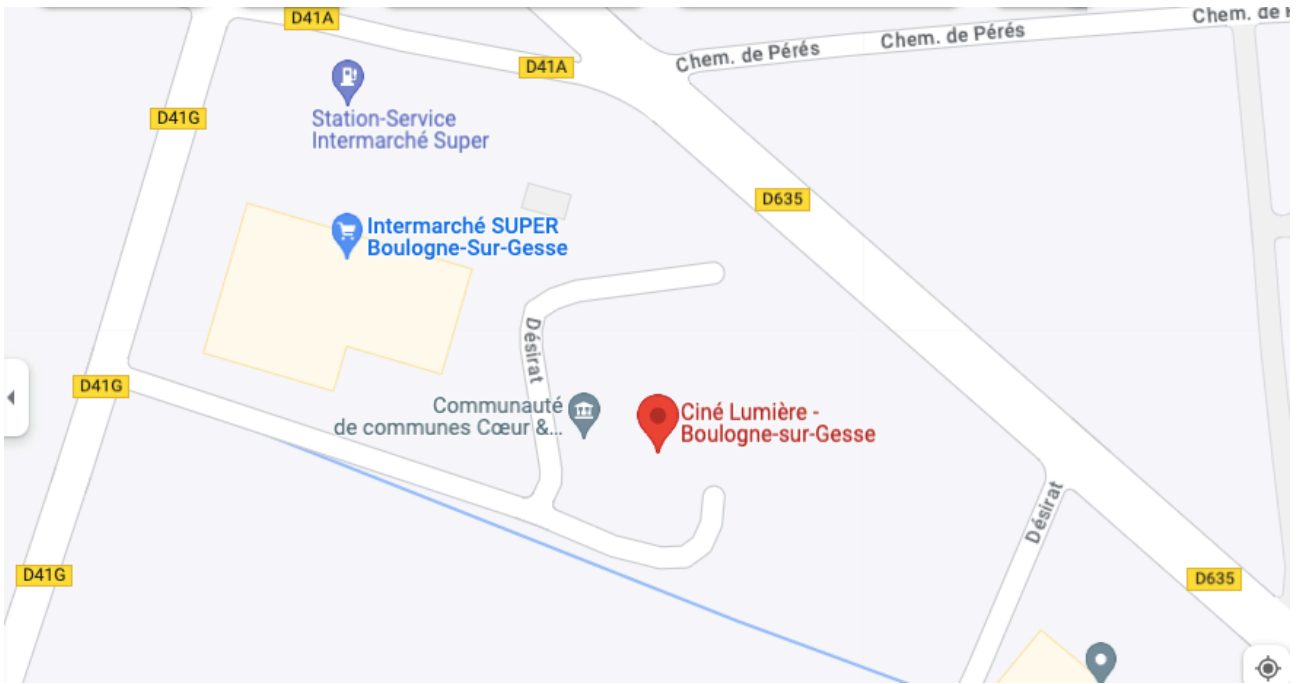 D41A
Chem. de
Chem. de Pérés
Chem. de Pérés
D41A
D41G
Station-Service
Intermarché Super
D635
Intermarché SUPER
Boulogne-Sur-Gesse
Désirat
D41G
Communauté
de communes Cœur &...
Ciné Lumière -
Boulogne-sur-Gesse
Désirat
D41G
D635